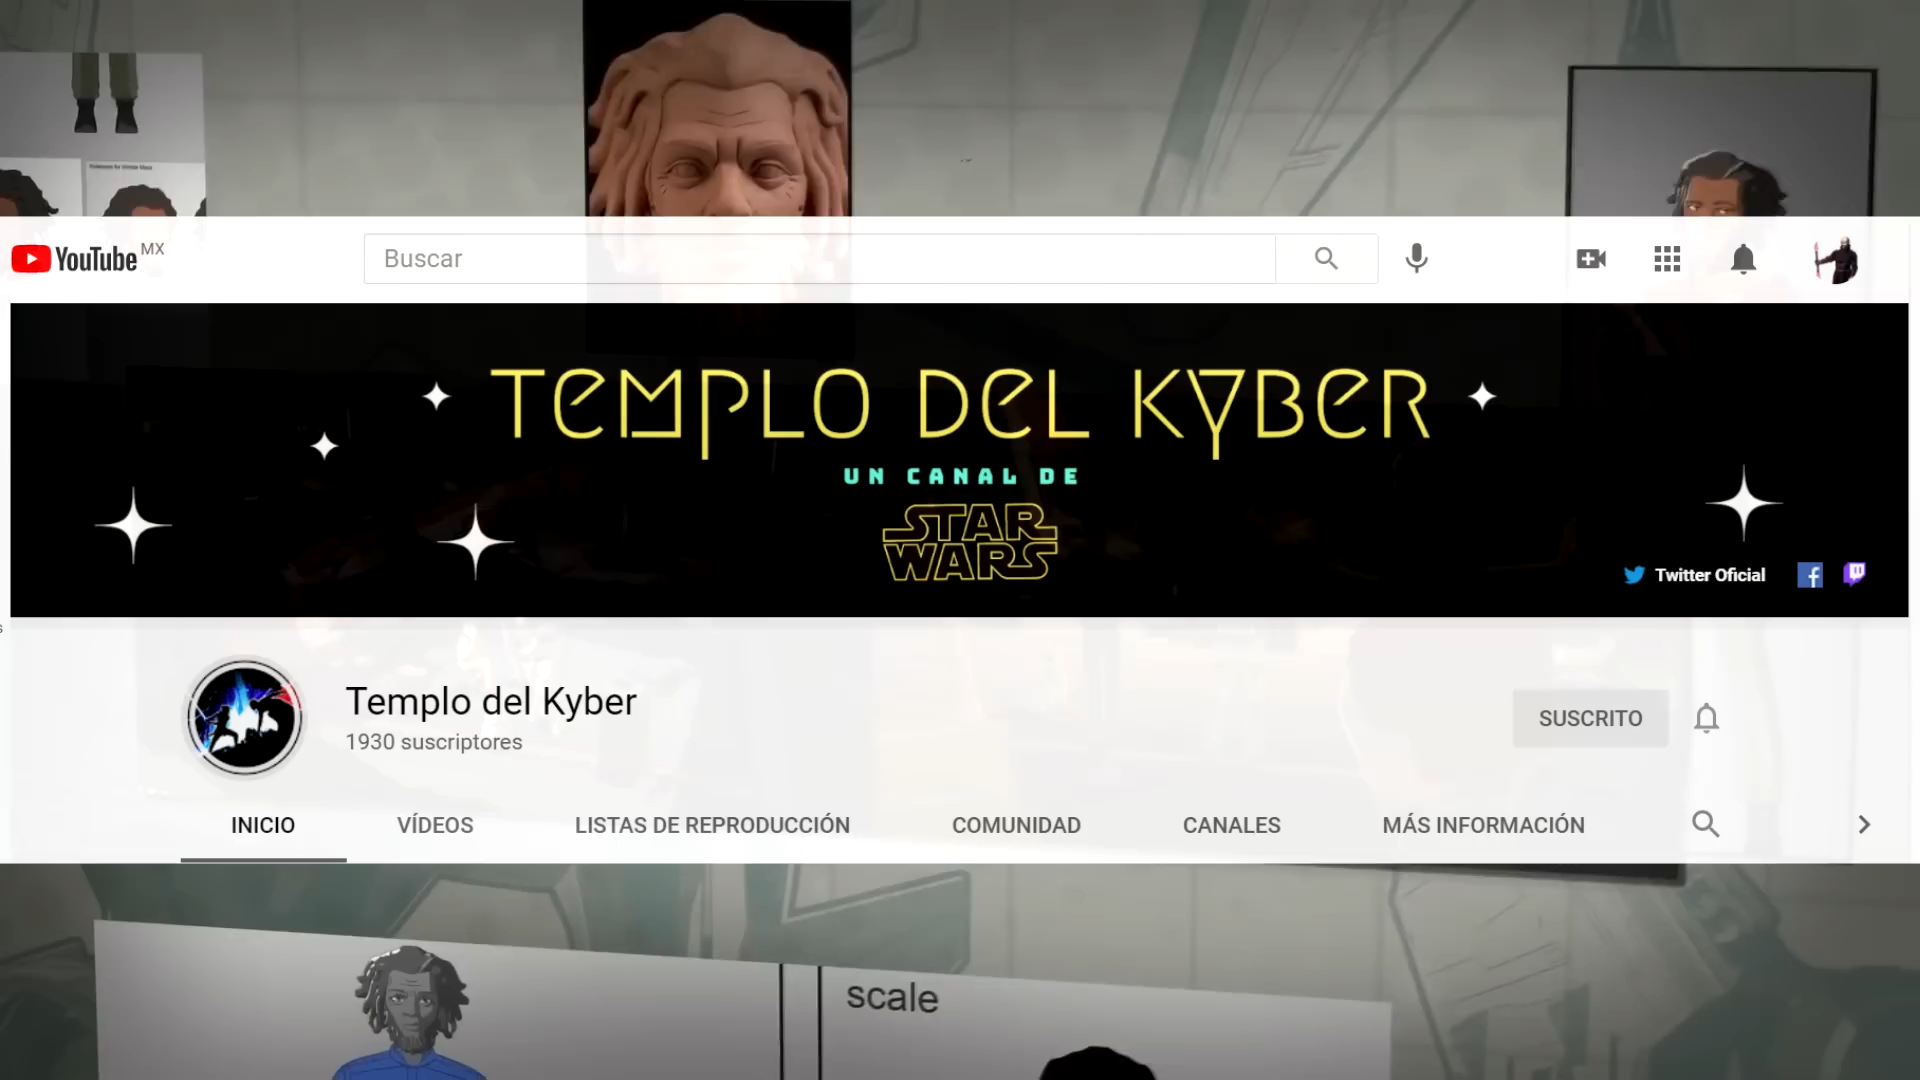 YouTube MX
Buscar
TEMPLO DEL KYBER
UN CANAL DE
STAR
WARS
Twitter Oficial
Templo del Kyber
1930 suscriptores
SUSCRITO
INICIO
VÍDEOS
LISTAS DE REPRODUCCIÓN
COMUNIDAD
CANALES
MÁS INFORMACIÓN
scale